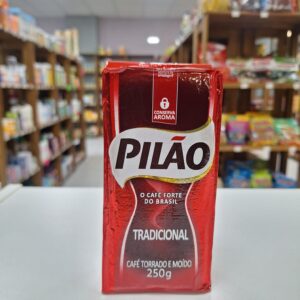 CONSERVA
AROMA
PILÃO
O CAFÉ FORTE
DO BRASIL
TRADICIONAL
CAFÉ TORRADO E MOÍDO
250g